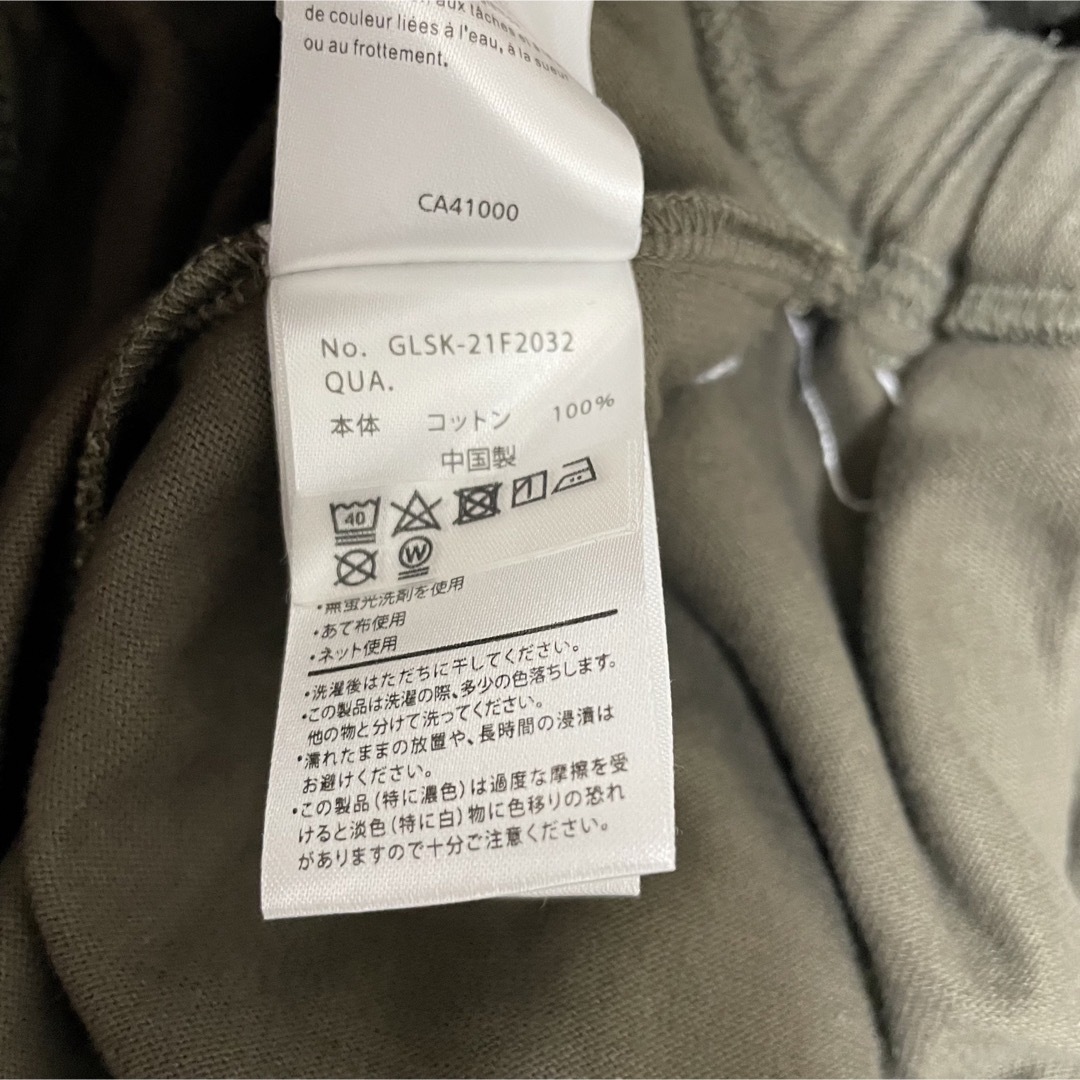 aux tâches
de couleur liées à l'eau, à la sueur
ou au frottement.
CA41000
No. GLSK-21F2032
QUA.
本体 コットン 100%
中国製
40
W
・無蛍光洗剤を使用
・あて布使用
・ネット使用
・洗濯後はただちに干してください。
・この製品は洗濯の際、多少の色落ちします。
他の物と分けて洗ってください。
・濡れたままの放置や、長時間の浸漬は
お避けください。
・この製品(特に濃色)は過度な摩擦を受
けると淡色(特に白)物に色移りの恐れ
がありますので十分ご注意ください。